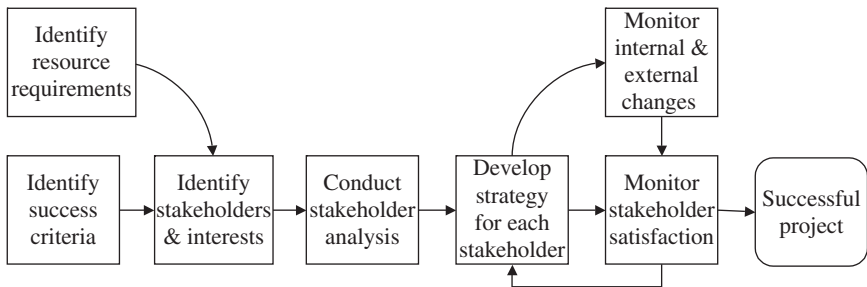 Identify
resource
requirements
Monitor
internal &
external
changes
Identify
success
criteria
Identify
stakeholders
& interests
Conduct
stakeholder
analysis
Develop
strategy
for each
stakeholder
Monitor
stakeholder
satisfaction
Successful
project